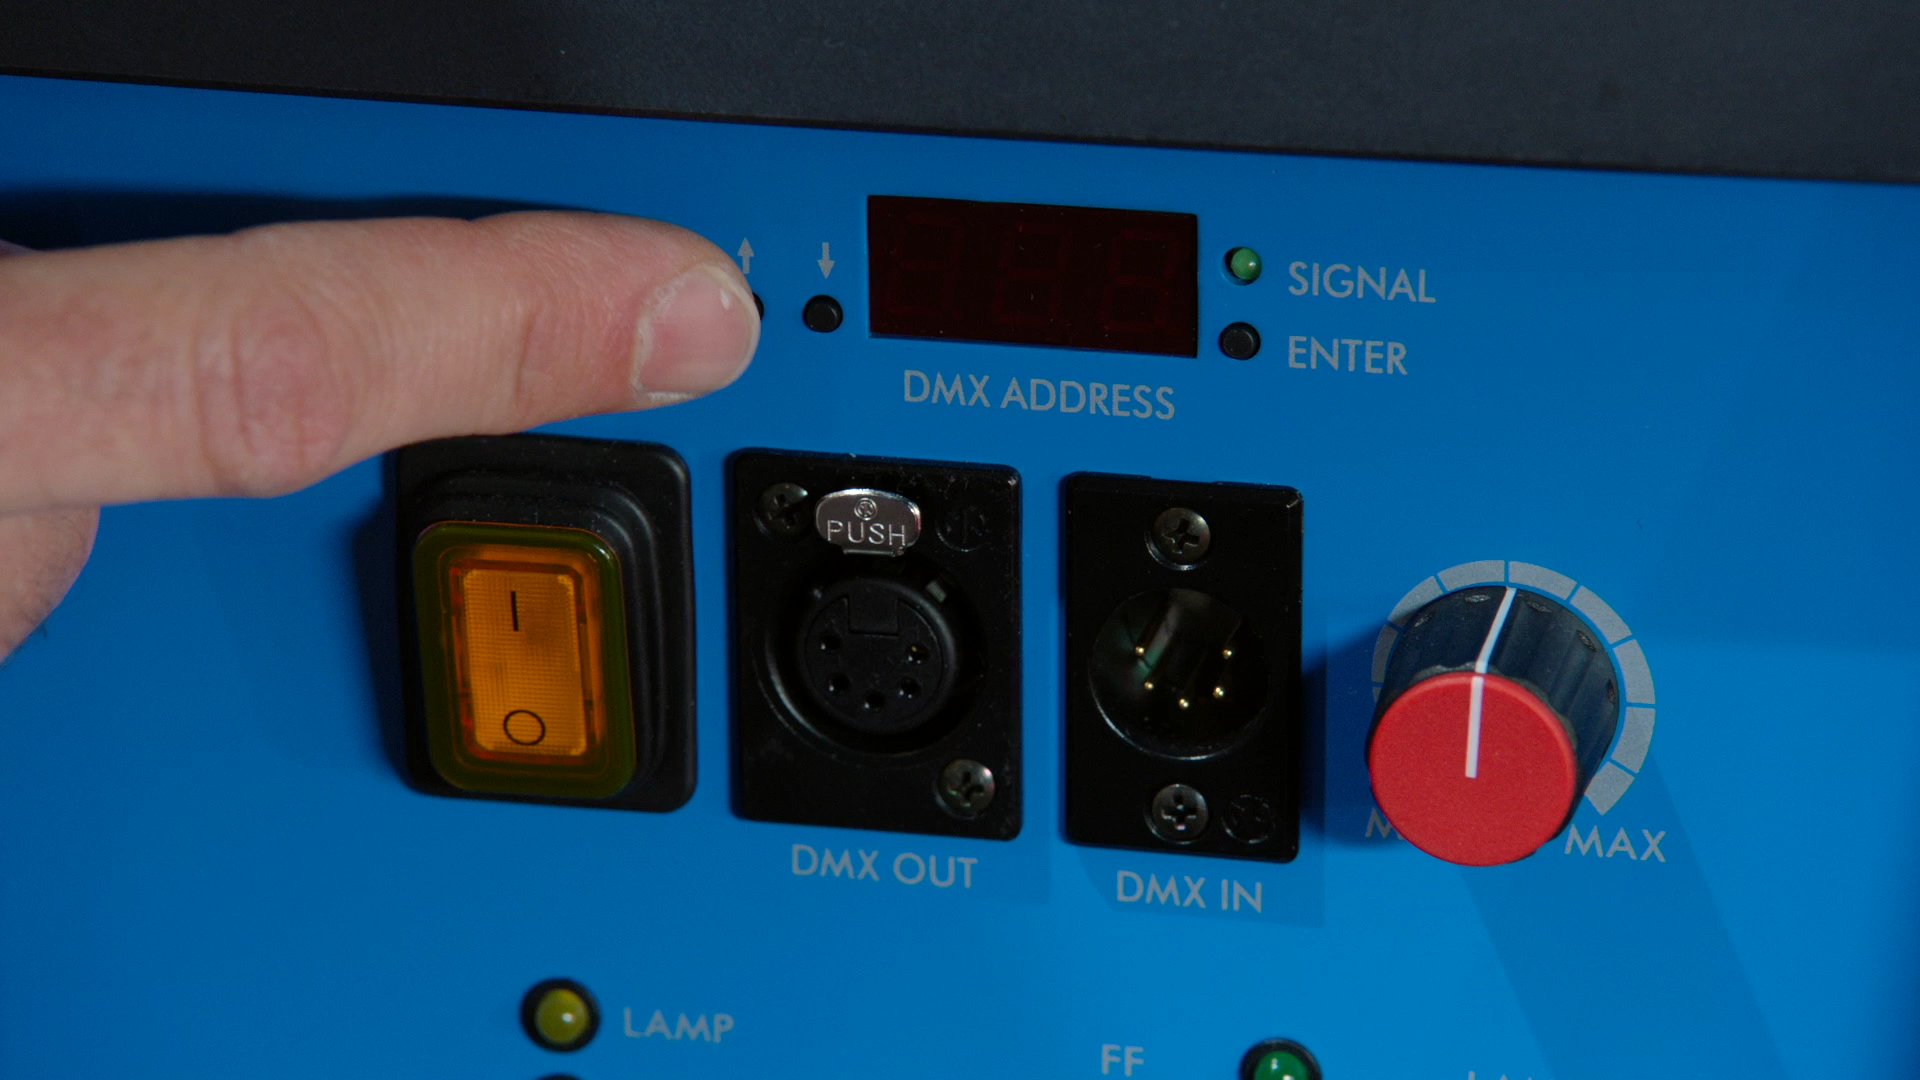 SIGNAL
ENTER
DMX ADDRESS
PUSH
I
O
MAX
DMX OUT
DMX IN
LAMP
FF